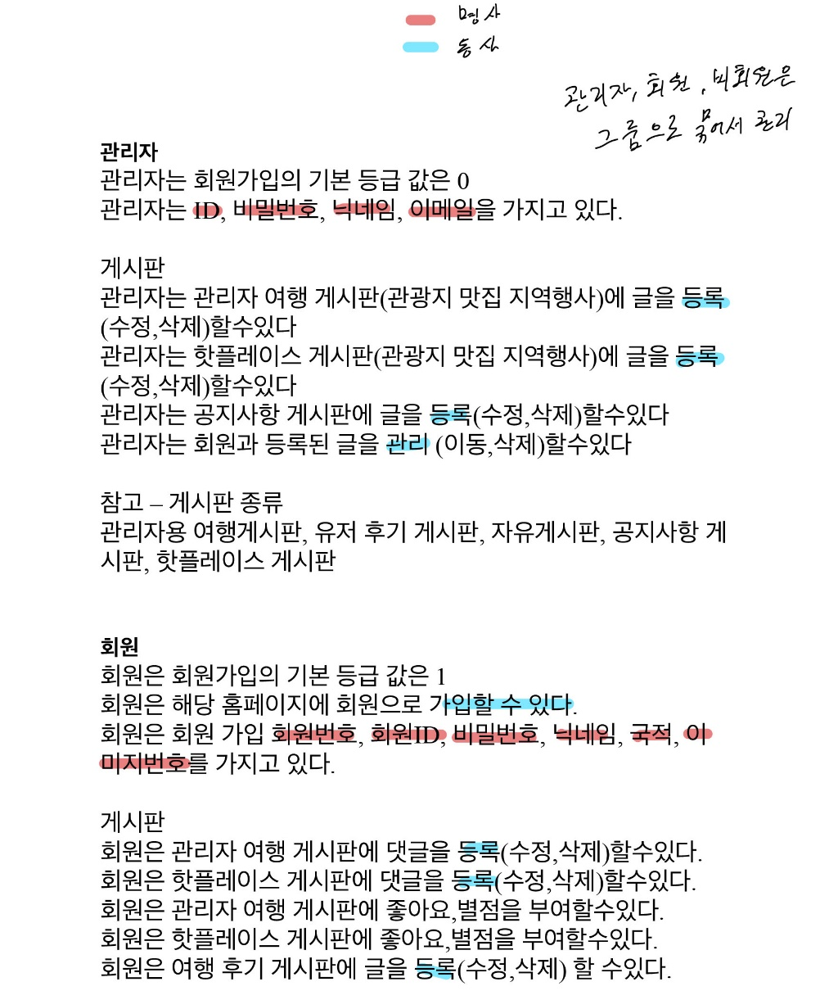 명사
동사
관리자, 회원, 비회원은
그룹으로 묶어서 관리
관리자
관리자는 회원가입의 기본 등급 값은 0
관리자는 ID, 비밀번호, 닉네임, 이메일을 가지고 있다.
게시판
관리자는 관리자 여행 게시판(관광지 맛집 지역행사)에 글을 등록
(수정,삭제)할수있다
관리자는 핫플레이스 게시판(관광지 맛집 지역행사)에 글을 등록
(수정,삭제)할수있다
관리자는 공지사항 게시판에 글을 등록(수정,삭제)할수있다
관리자는 회원과 등록된 글을 관리 (이동,삭제)할수있다
참고 – 게시판 종류
관리자용 여행게시판, 유저 후기 게시판, 자유게시판, 공지사항 게
시판, 핫플레이스 게시판
회원
회원은 회원가입의 기본 등급 값은 1
회원은 해당 홈페이지에 회원으로 가입할 수 있다.
회원은 회원 가입 회원번호, 회원ID, 비밀번호, 닉네임, 국적, 이
미지번호를 가지고 있다.
게시판
회원은 관리자 여행 게시판에 댓글을 등록(수정,삭제)할수있다.
회원은 핫플레이스 게시판에 댓글을 등록(수정,삭제)할수있다.
회원은 관리자 여행 게시판에 좋아요,별점을 부여할수있다.
회원은 핫플레이스 게시판에 좋아요,별점을 부여할수있다.
회원은 여행 후기 게시판에 글을 등록(수정,삭제) 할 수있다.